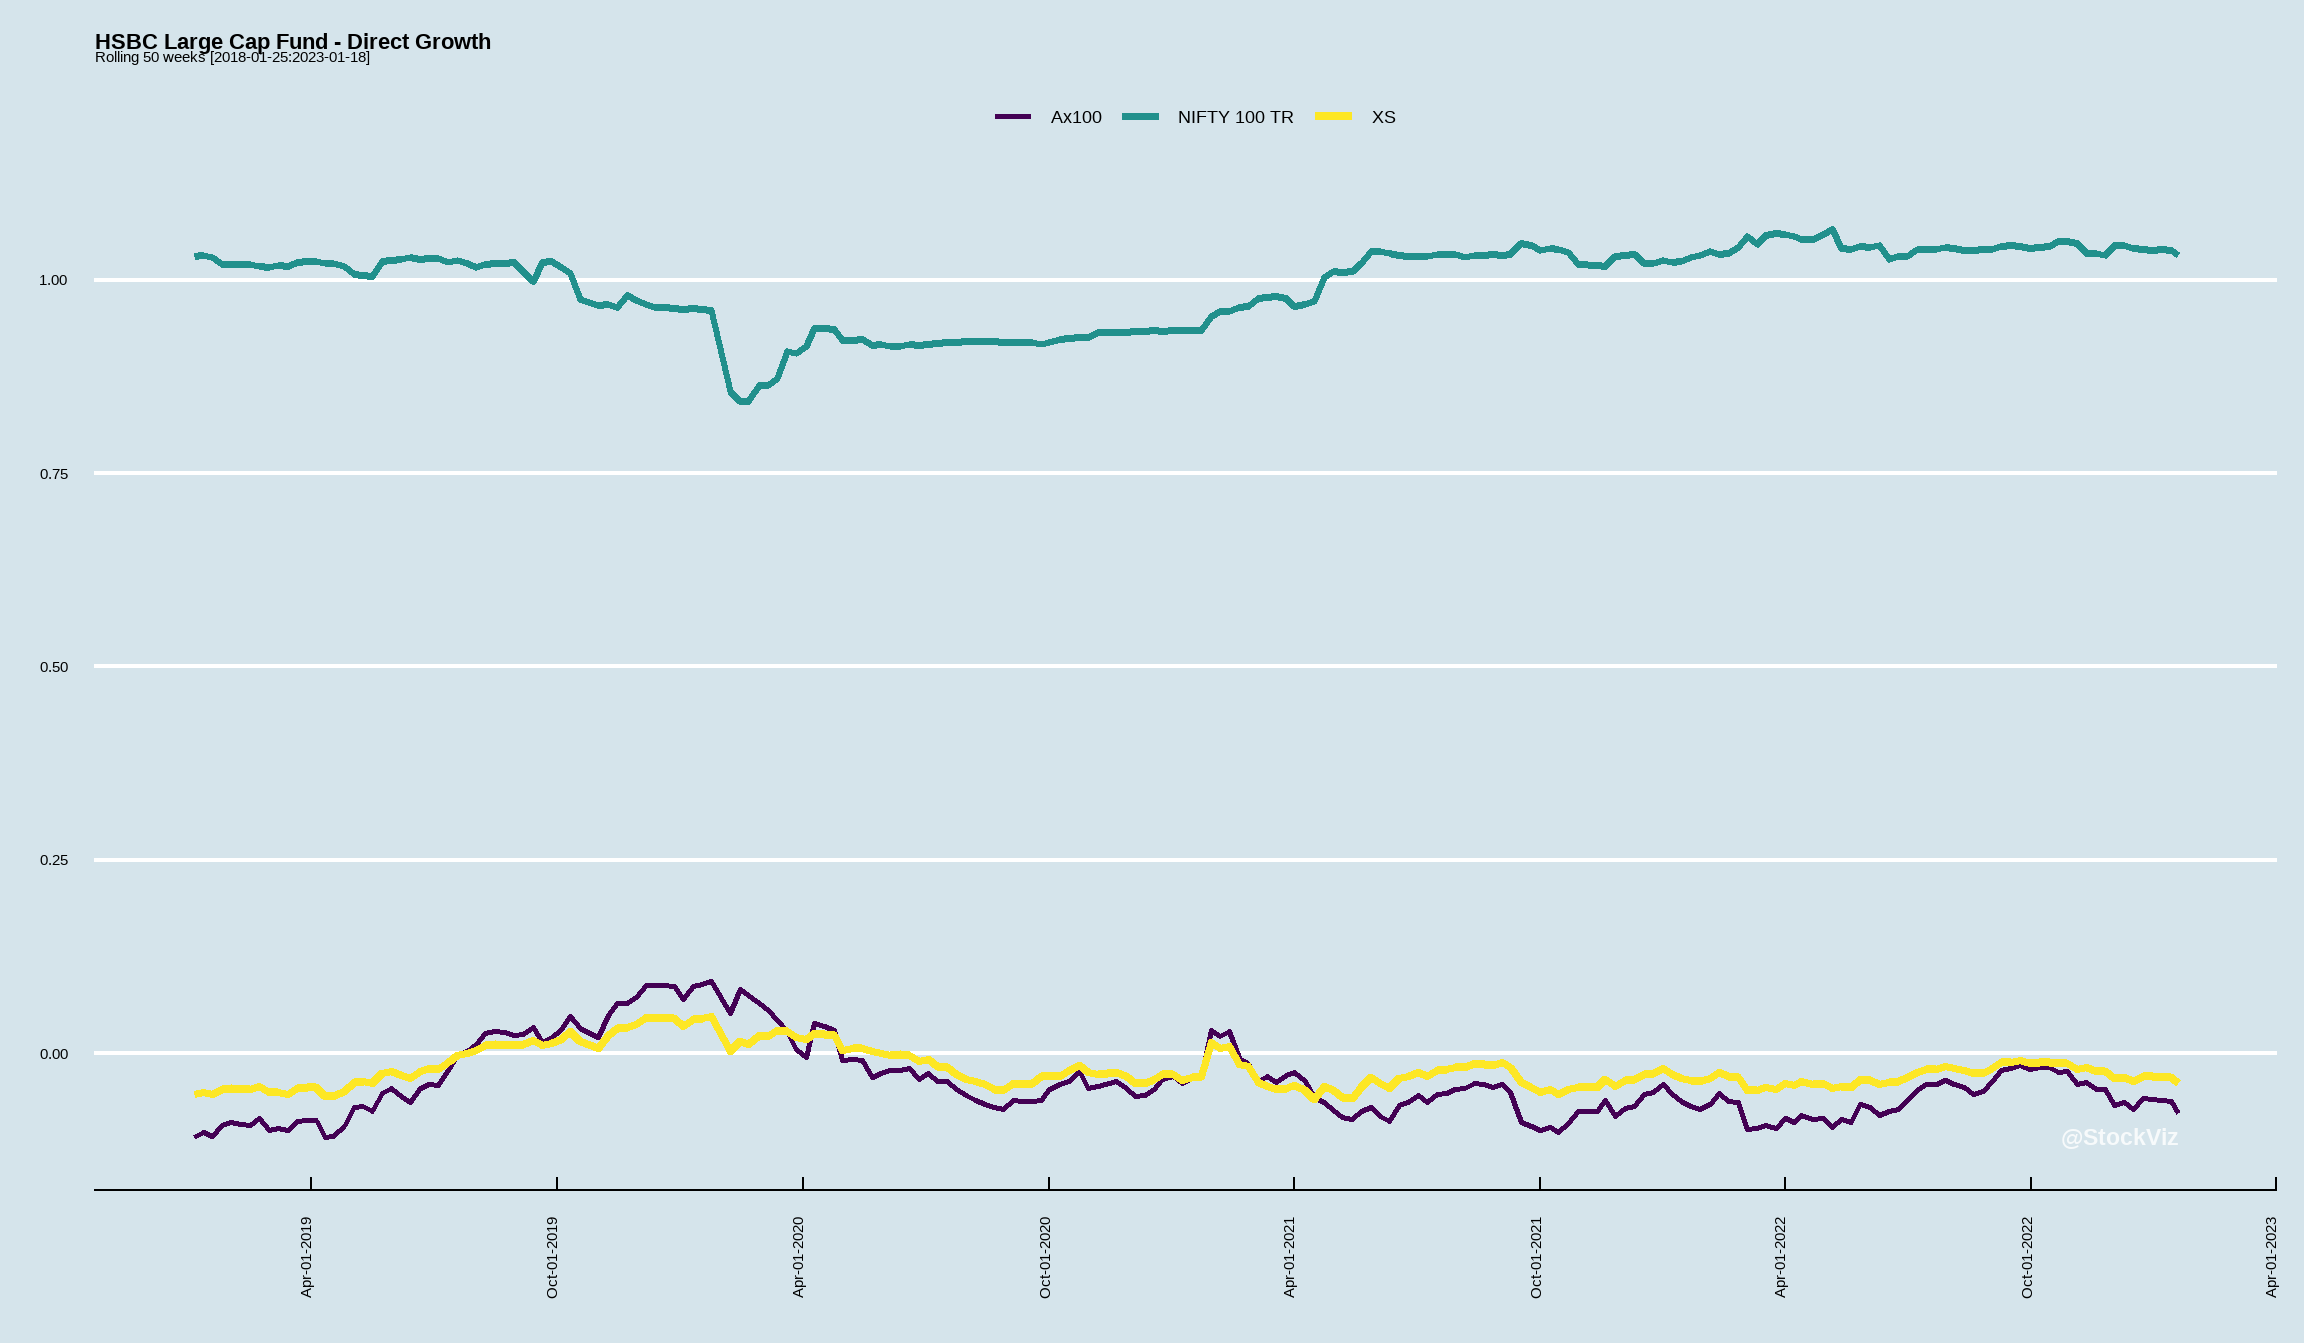 HSBC Large Cap Fund - Direct Growth
Rolling 50 weeks [2018-01-25:2023-01-18]
Ax100 NIFTY 100 TR XS
1.00
0.75
0.50
0.25
0.00
@StockViz
Apr-01-2019
Oct-01-2019
Apr-01-2020
Oct-01-2020
Apr-01-2021
Oct-01-2021
Apr-01-2022
Oct-01-2022
Apr-01-2023